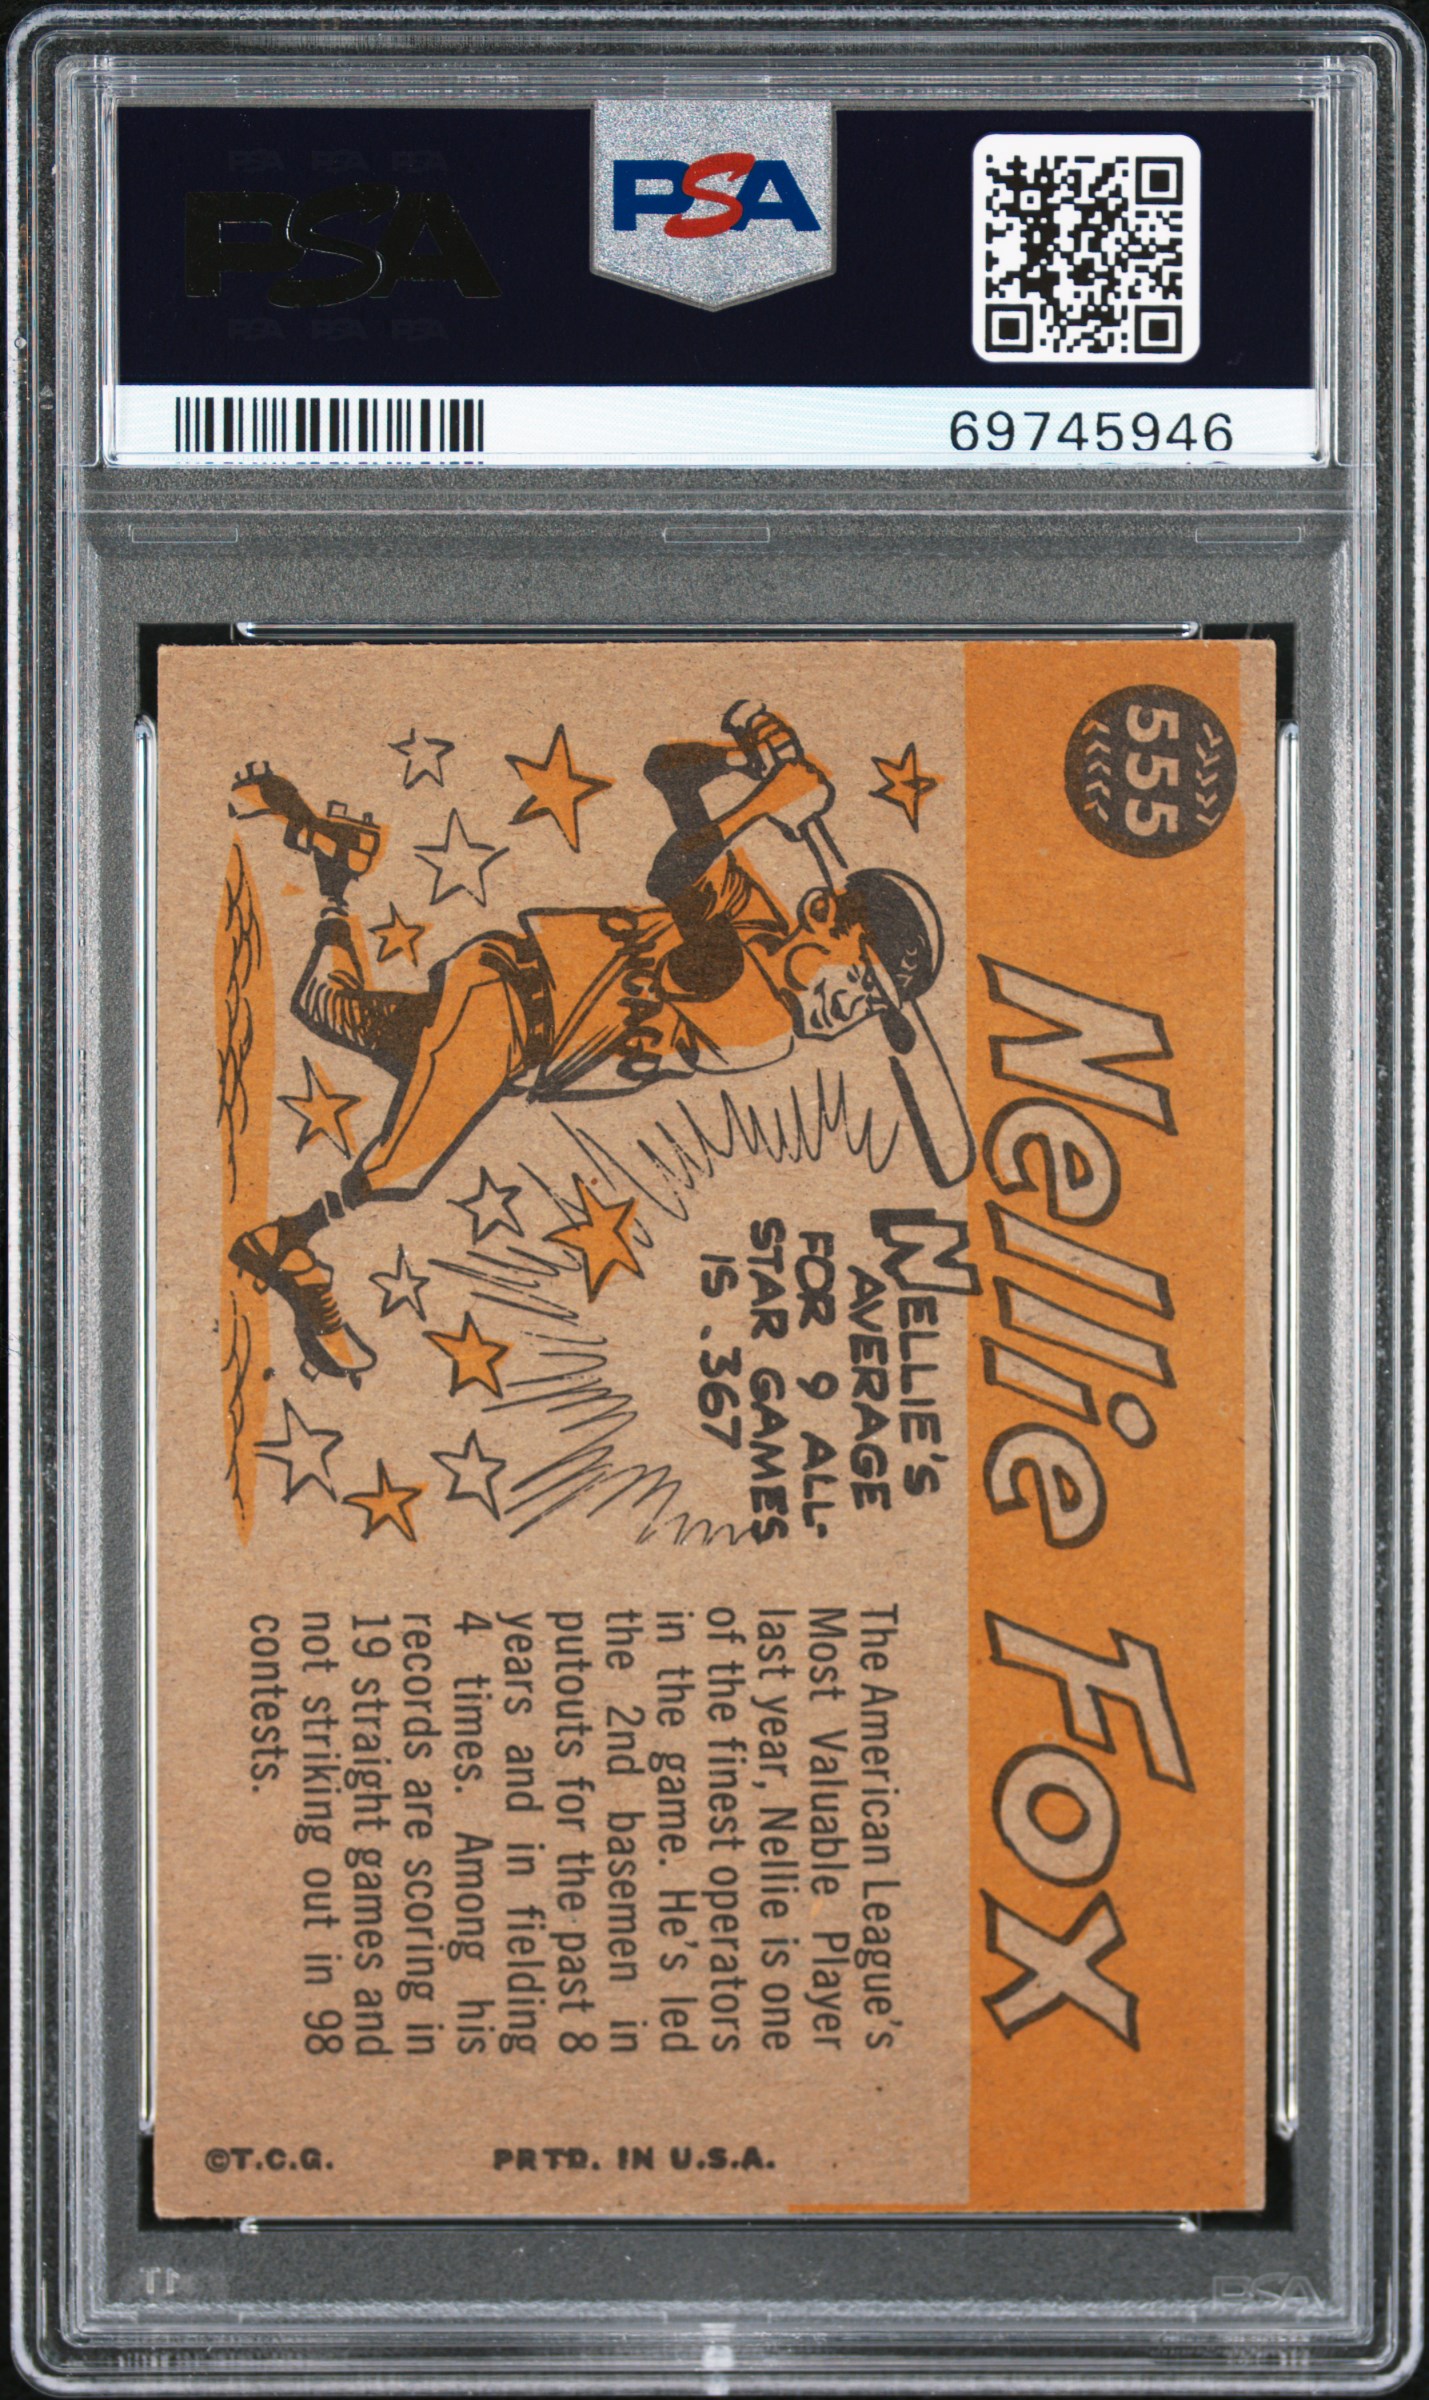 PSA
PSA
69745946
555
Nellie Fox
NELLIE'S
AVERAGE
FOR 9 ALL-
STAR GAMES
IS .367
CHICAGO
The American League's
Most Valuable Player
last year, Nellie is one
of the finest operators
in the game. He's led
the 2nd basemen in
putouts for the past 8
years and in fielding
4 times. Among his
records are scoring in
19 straight games and
not striking out in 98
contests.
©T.C.G.
PRTD. IN U.S.A.
PSA